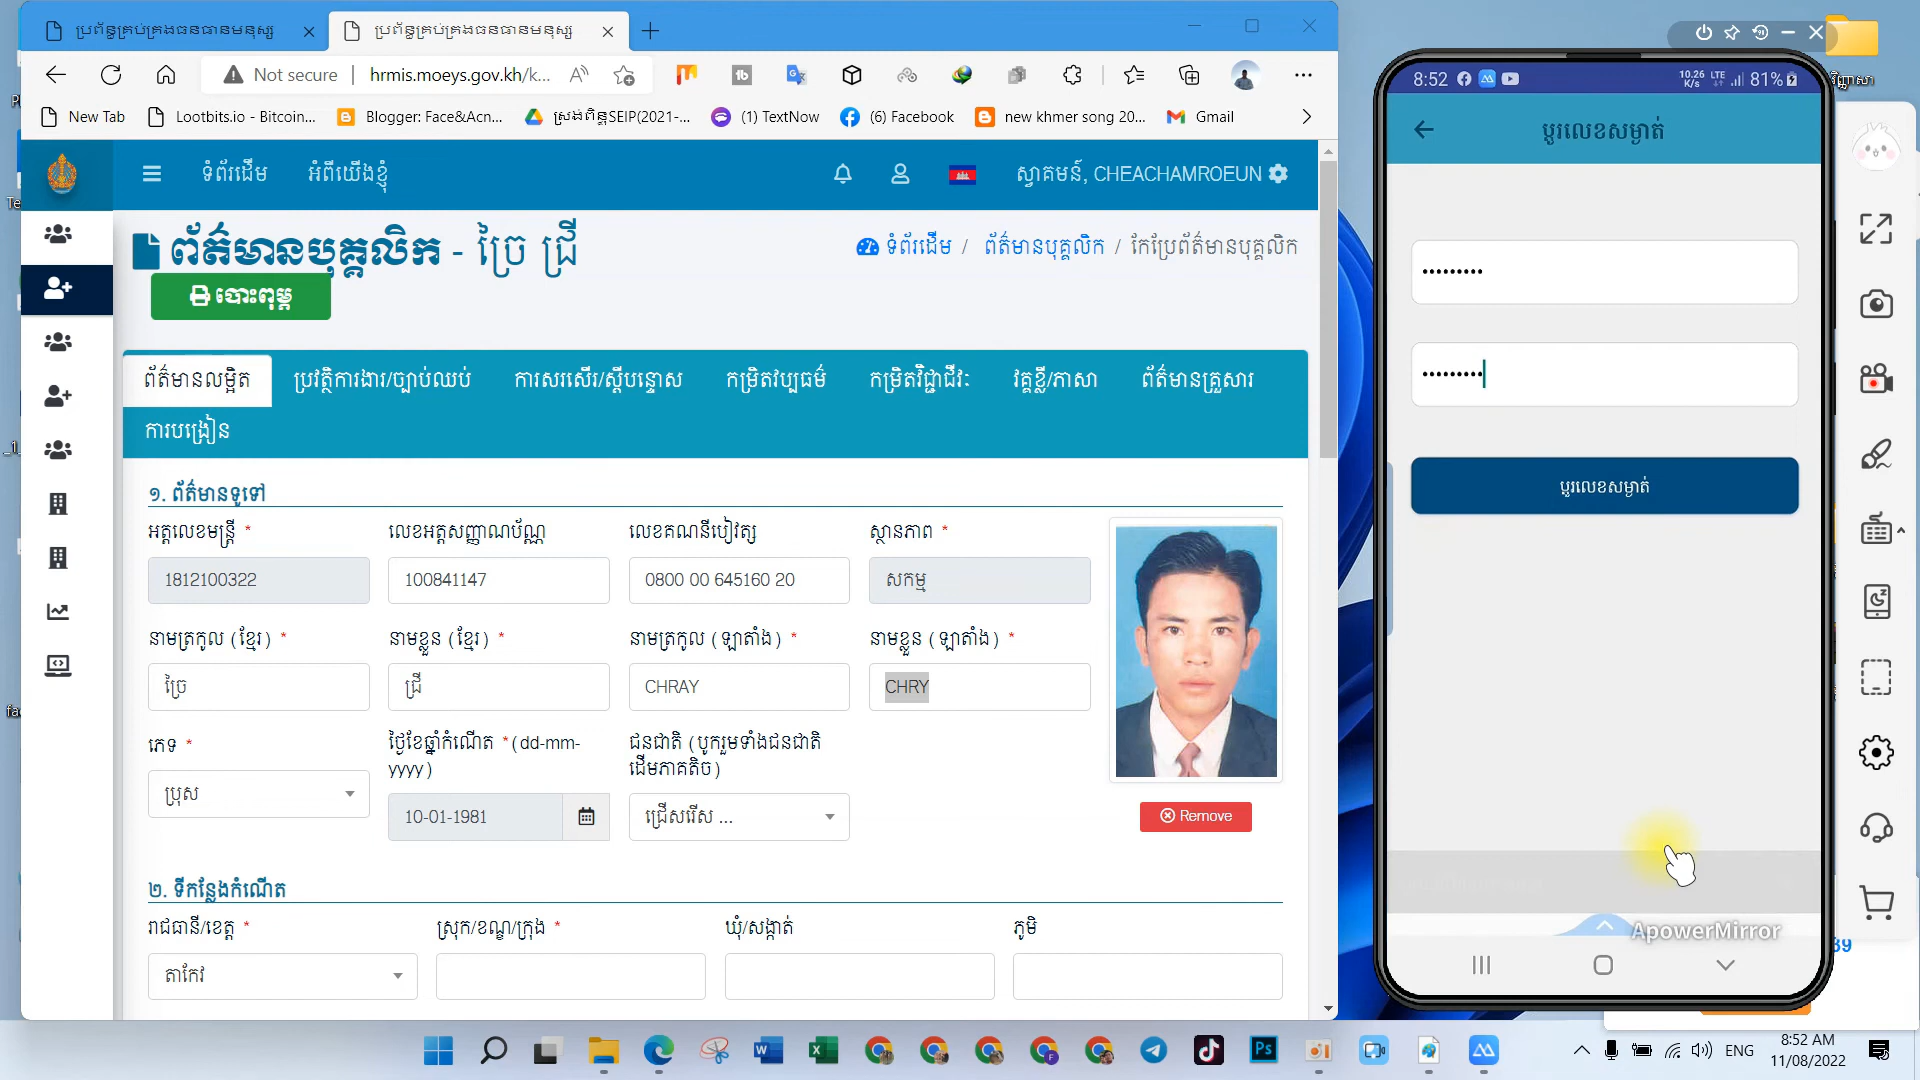 ប្រព័ន្ធគ្រប់គ្រងធនធានមនុស្ស
ប្រព័ន្ធគ្រប់គ្រងធនធានមនុស្ស
Not secure
hrmis.moeys.gov.kh/k...
New Tab
Lootbits.io - Bitcoin...
Blogger: Face&Acn...
ស្រង់ពិន្ទុSEIP(2021-...
(1) TextNow
(6) Facebook
new khmer song 20...
Gmail
ទំព័រដើម
អំពីយើងខ្ញុំ
ស្វាគមន៍, CHEACHAMROEUN
ព័ត៌មានបុគ្គលិក - ច្រៃ ជ្រី
ទំព័រដើម / ព័ត៌មានបុគ្គលិក / កែប្រែព័ត៌មានបុគ្គលិក
បោះពុម្ព
ព័ត៌មានលម្អិត
ប្រវត្តិការងារ/ច្បាប់ឈប់
ការសរសើរ/ស្តីបន្ទោស
កម្រិតវប្បធម៌
កម្រិតវិជ្ជាជីវៈ
វគ្គខ្លី/ភាសា
ព័ត៌មានគ្រួសារ
ការបង្រៀន
១. ព័ត៌មានទូទៅ
អត្តលេខមន្ត្រី *
លេខអត្តសញ្ញាណប័ណ្ណ
លេខគណនីបៀវត្ស
ស្ថានភាព *
1812100322
100841147
0800 00 645160 20
សកម្ម
នាមត្រកូល (ខ្មែរ) *
នាមខ្លួន (ខ្មែរ) *
នាមត្រកូល (ឡាតាំង) *
នាមខ្លួន (ឡាតាំង) *
ច្រៃ
ជ្រី
CHRAY
CHRY
ភេទ *
ថ្ងៃខែឆ្នាំកំណើត *(dd-mm-
yyyy)
ជនជាតិ (បូករួមទាំងជនជាតិ
ដើមភាគតិច)
ប្រុស
10-01-1981
ជ្រើសរើស ...
Remove
២. ទីកន្លែងកំណើត
រាជធានី/ខេត្ត *
ស្រុក/ខណ្ឌ/ក្រុង *
ឃុំ/សង្កាត់
ភូមិ
តាកែវ
8:52
10.26
K/s
LTE
81%
ប្តូរលេខសម្ងាត់
ប្តូរលេខសម្ងាត់
ApowerMirror
39
ENG
8:52 AM
11/08/2022